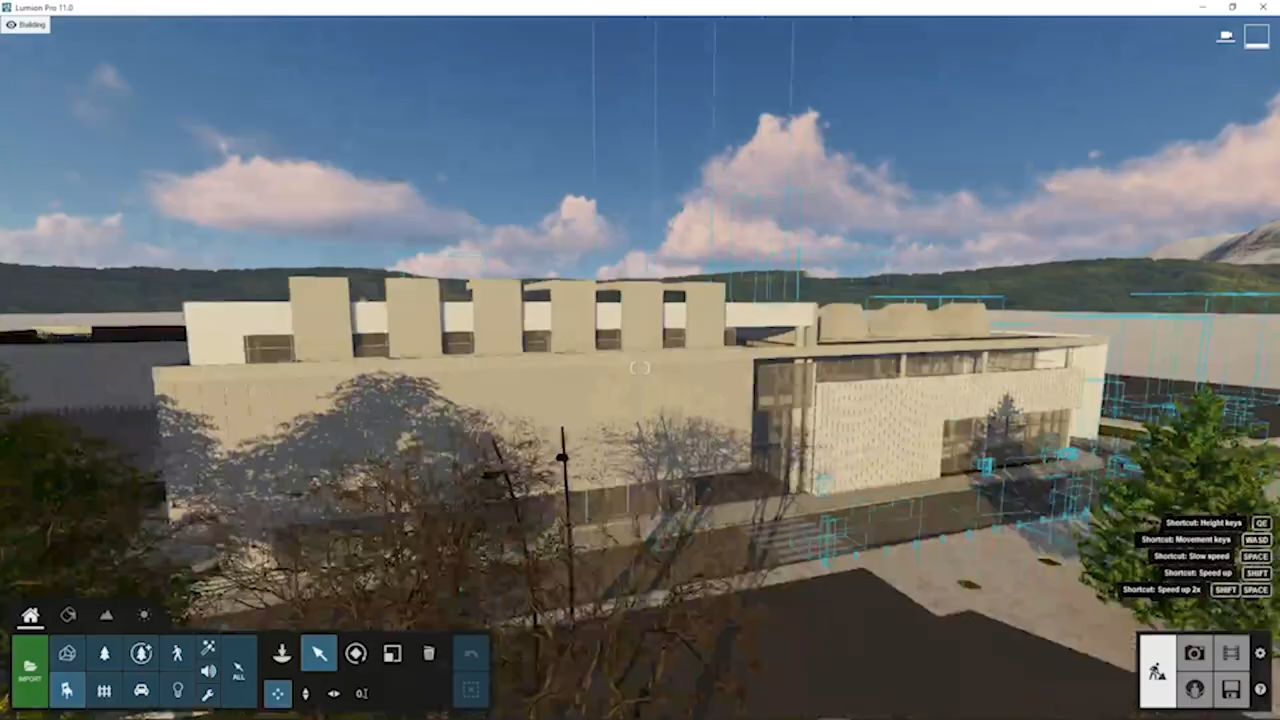 Lumion Pro 11.0
Building
Shortcut: Height keys QE
Shortcut: Movement keys WASD
Shortcut: Slow speed SPACE
Shortcut: Speed up SHIFT
Shortcut: Speed up 2x SHIFT SPACE
IMPORT
ALL